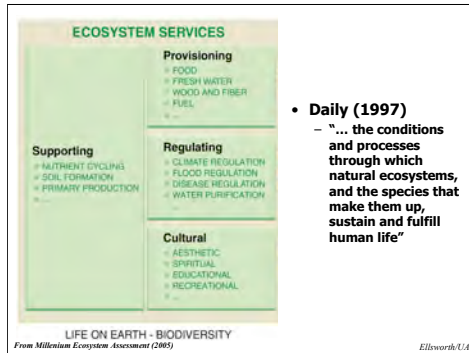 ECOSYSTEM SERVICES
Provisioning
FOOD
FRESH WATER
WOOD AND FIBER
FUEL
...
Supporting
NUTRIENT CYCLING
SOIL FORMATION
PRIMARY PRODUCTION
...
Regulating
CLIMATE REGULATION
FLOOD REGULATION
DISEASE REGULATION
WATER PURIFICATION
...
Cultural
AESTHETIC
SPIRITUAL
EDUCATIONAL
RECREATIONAL
...
LIFE ON EARTH - BIODIVERSITY
From Millenium Ecosystem Assessment (2005)
• Daily (1997)
– "... the conditions
and processes
through which
natural ecosystems,
and the species that
make them up,
sustain and fulfill
human life"
Ellsworth/UA